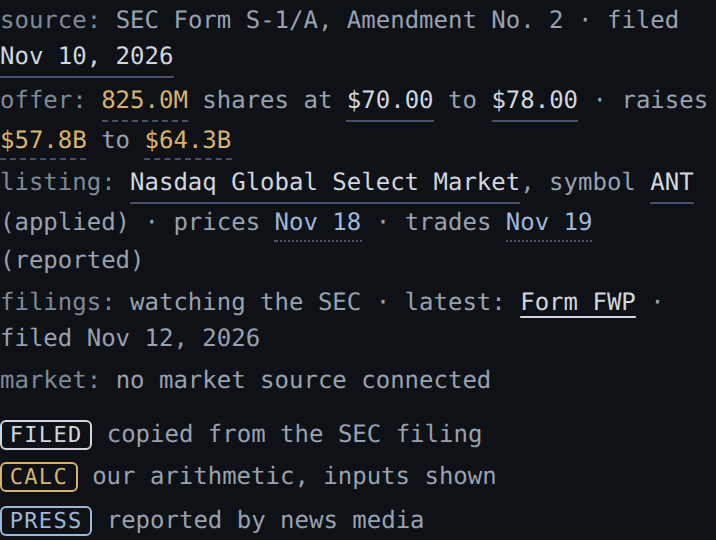 source: SEC Form S-1/A, Amendment No. 2 · filed
Nov 10, 2026
offer: 825.0M shares at $70.00 to $78.00 · raises
$57.8B to $64.3B
listing: Nasdaq Global Select Market, symbol ANT
(applied) · prices Nov 18 · trades Nov 19
(reported)
filings: watching the SEC · latest: Form FWP ·
filed Nov 12, 2026
market: no market source connected
FILED copied from the SEC filing
CALC our arithmetic, inputs shown
PRESS reported by news media